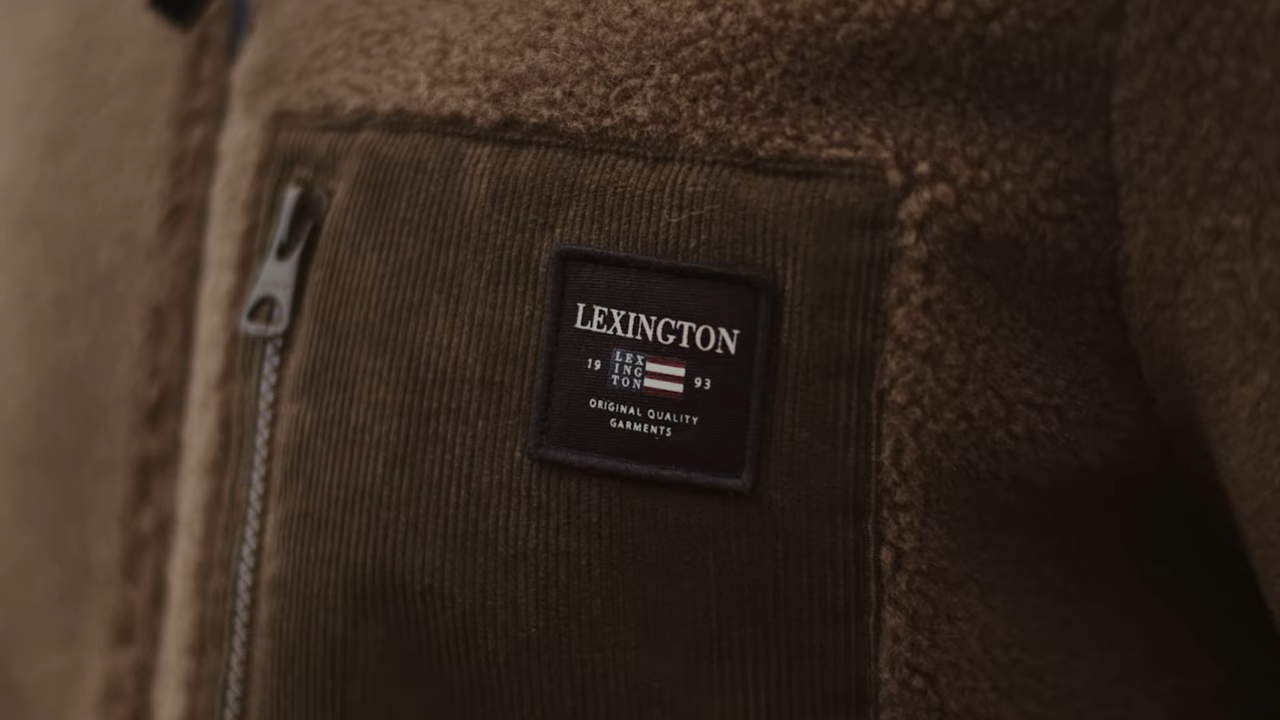 LEXINGTON
19 LEX 93
ING
TON
ORIGINAL QUALITY
GARMENTS